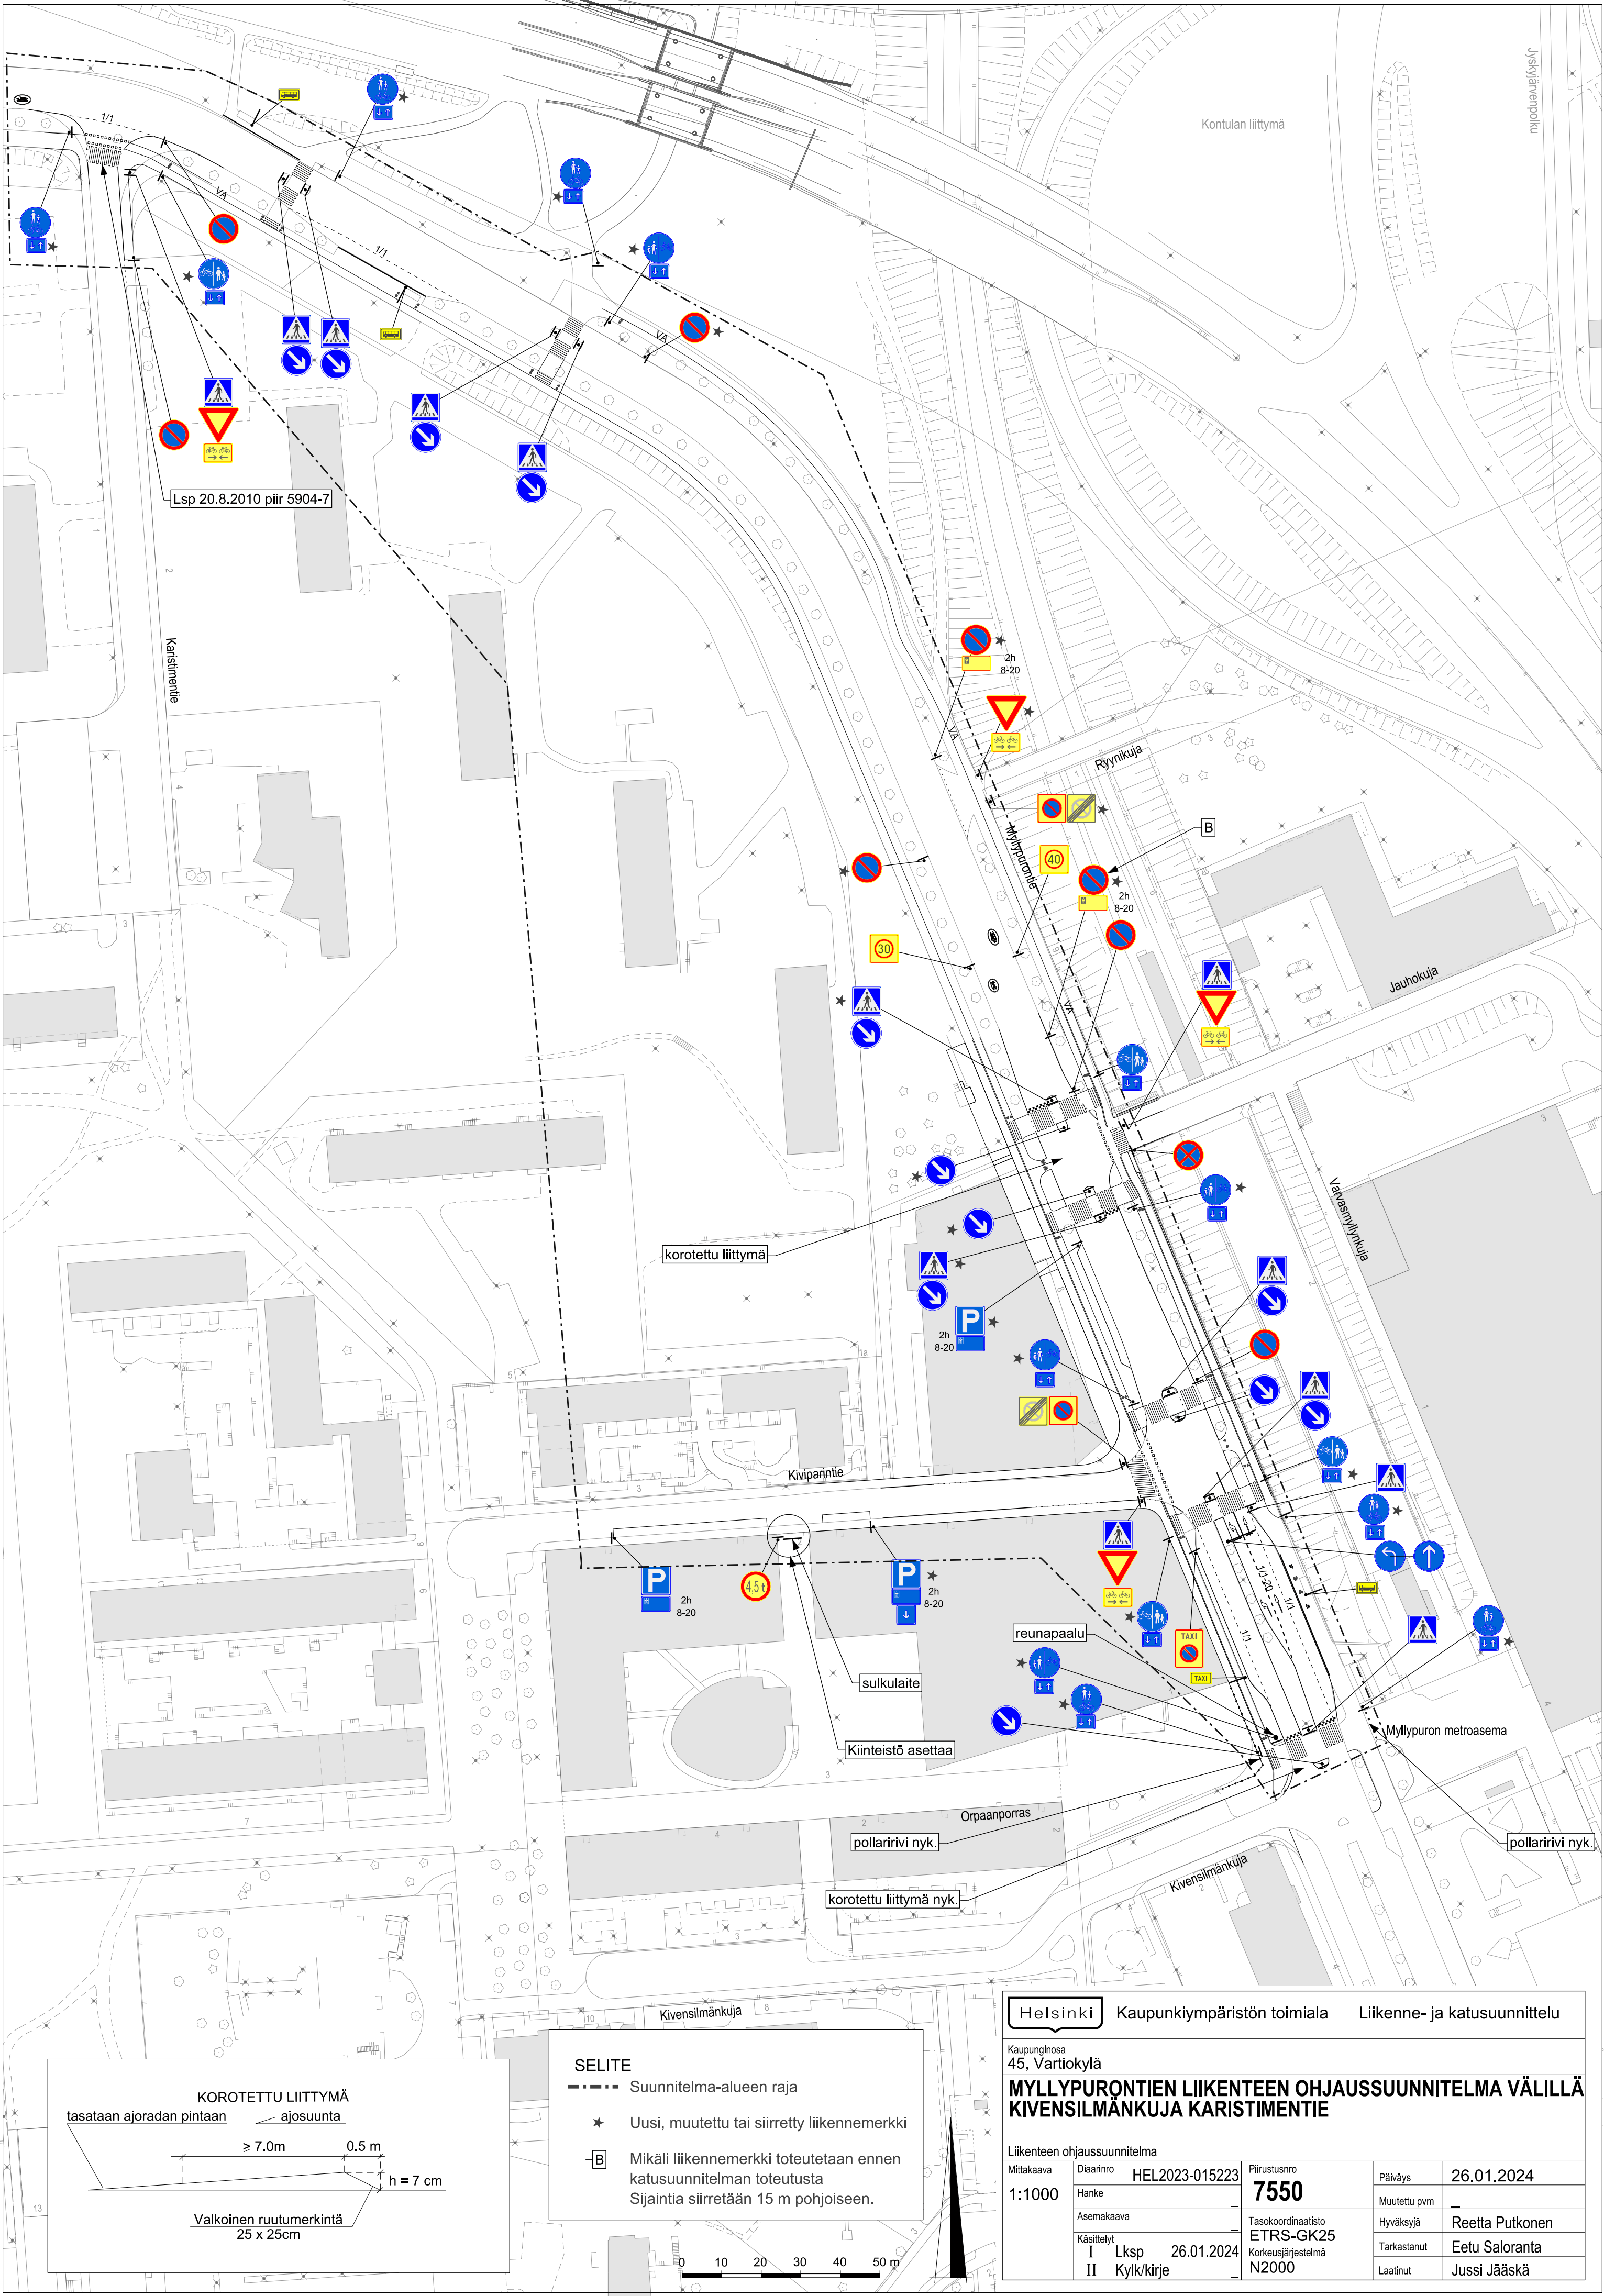 Kontulan liittymä
Jyskyjärvenpolku
1/1
VA
1/1
VA
Lsp 20.8.2010 piir 5904-7
Karistimentie
2h
8-20
VA
Ryynikuja
Myllypurontie
B
40
2h
8-20
30
VA
Jauhokuja
Varvasmyllynkuja
korotettu liittymä
P
2h
8-20
Kiviparintie
P
2h
8-20
4,5 t
P
2h
8-20
TAXI
TAXI
1/1
1/1
reunapaalu
sulkulaite
Kiinteistö asettaa
Myllypuron metroasema
Orpaanporras
pollaririvi nyk.
pollaririvi nyk.
korotettu liittymä nyk.
Kivensilmänkuja
Kivensilmänkuja
KOROTETTU LIITTYMÄ
tasataan ajoradan pintaan
ajosuunta
≥ 7.0m
0.5 m
h = 7 cm
Valkoinen ruutumerkintä
25 x 25cm
SELITE
Suunnitelma-alueen raja
Uusi, muutettu tai siirretty liikennemerkki
B
Mikäli liikennemerkki toteutetaan ennen
katusuunnitelman toteutusta
Sijaintia siirretään 15 m pohjoiseen.
0 10 20 30 40 50 m
Helsinki
Kaupunkiympäristön toimiala
Liikenne- ja katusuunnittelu
Kaupunginosa
45, Vartiokylä
MYLLYPURONTIEN LIIKENTEEN OHJAUSSUUNNITELMA VÄLILLÄ
KIVENSILMÄNKUJA KARISTIMENTIE
Liikenteen ohjaussuunnitelma
Mittakaava
1:1000
Diaarinro
HEL2023-015223
Hanke
_
Asemakaava
_
Käsittelyt
I Lksp 26.01.2024
II Kylk/kirje _
Piirustusnro
7550
Tasokoordinaatisto
ETRS-GK25
Korkeusjärjestelmä
N2000
Päiväys 26.01.2024
Muutettu pvm _
Hyväksyjä Reetta Putkonen
Tarkastanut Eetu Saloranta
Laatinut Jussi Jääskä